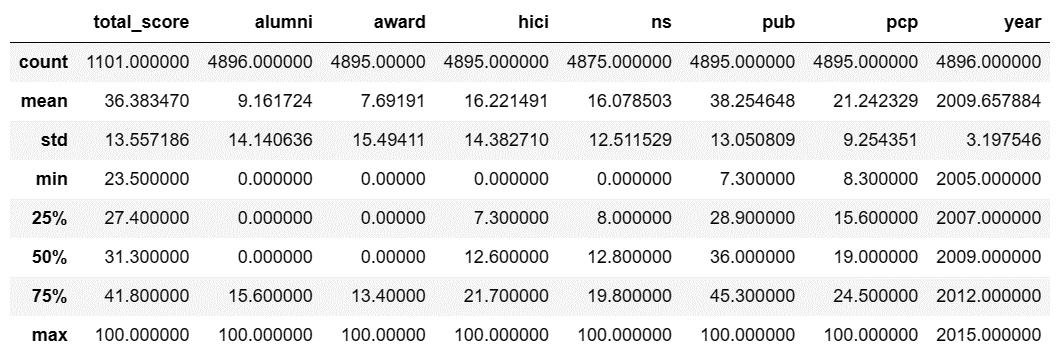 total_score alumni award hici ns pub pcp year
count 1101.000000 4896.000000 4895.00000 4895.000000 4875.000000 4895.000000 4895.000000 4896.000000
mean 36.383470 9.161724 7.69191 16.221491 16.078503 38.254648 21.242329 2009.657884
std 13.557186 14.140636 15.49411 14.382710 12.511529 13.050809 9.254351 3.197546
min 23.500000 0.000000 0.00000 0.000000 0.000000 7.300000 8.300000 2005.000000
25% 27.400000 0.000000 0.00000 7.300000 8.000000 28.900000 15.600000 2007.000000
50% 31.300000 0.000000 0.00000 12.600000 12.800000 36.000000 19.000000 2009.000000
75% 41.800000 15.600000 13.40000 21.700000 19.800000 45.300000 24.500000 2012.000000
max 100.000000 100.000000 100.00000 100.000000 100.000000 100.000000 100.000000 2015.000000